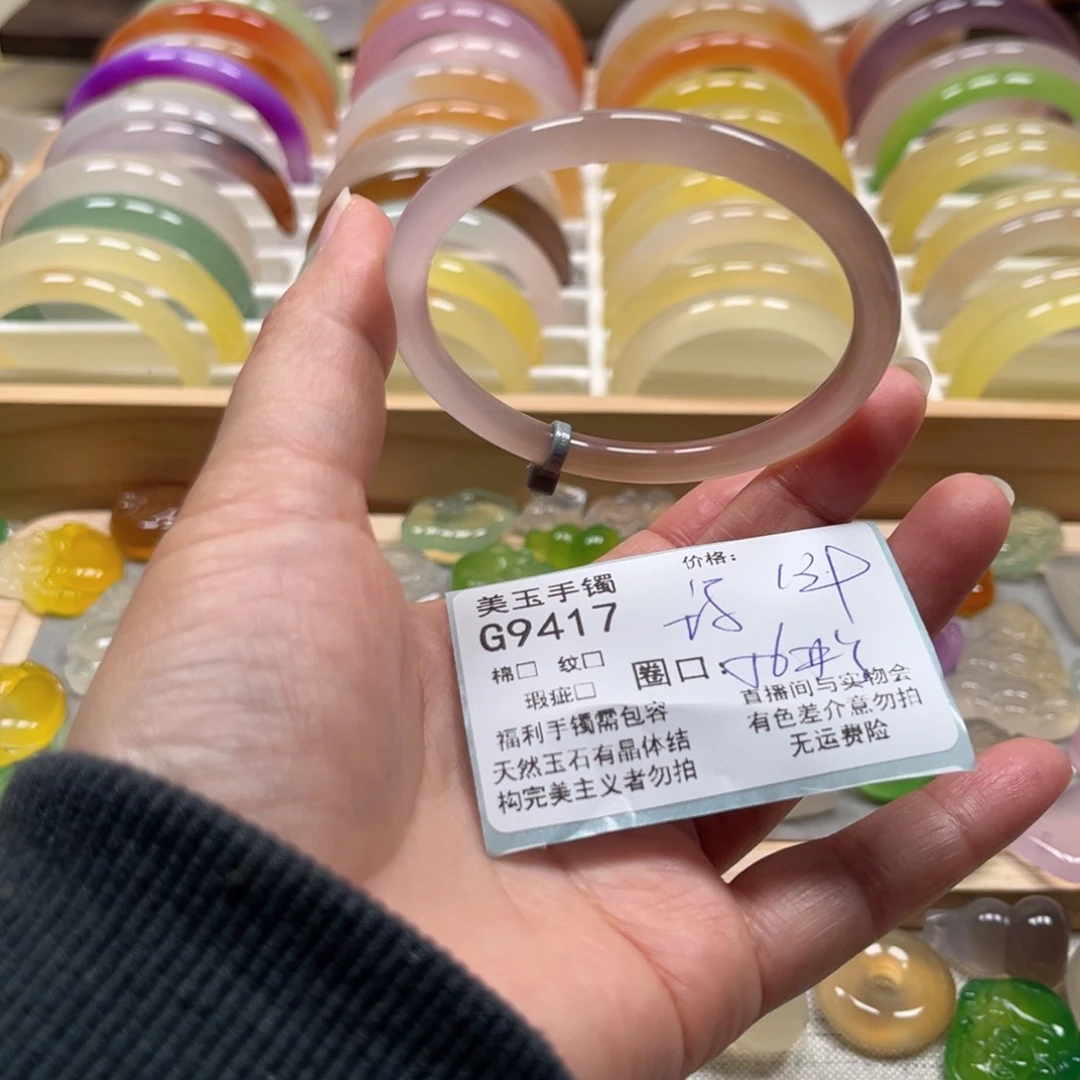 美玉手镯
G9417
价格:
棉□ 纹□
圈口:
瑕疵□
福利手镯需包容
天然玉石有晶体结
构完美主义者勿拍
直播间与实物会
有色差介意勿拍
无运费险